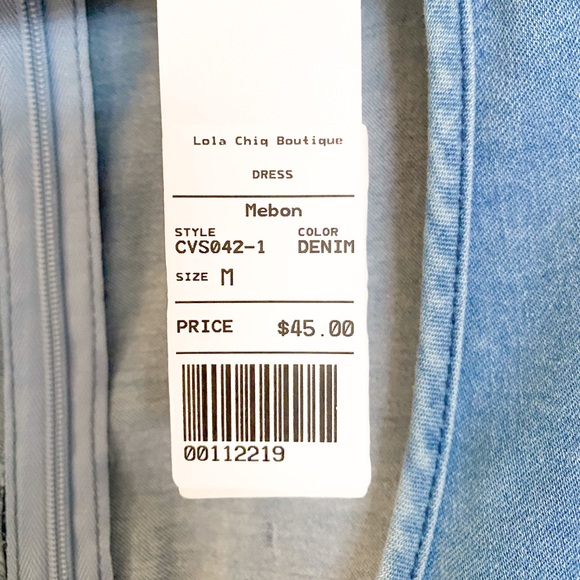 Lola Chiq Boutique
DRESS
Mebon
STYLE COLOR
CVS042-1 DENIM
SIZE M
PRICE $45.00
00112219